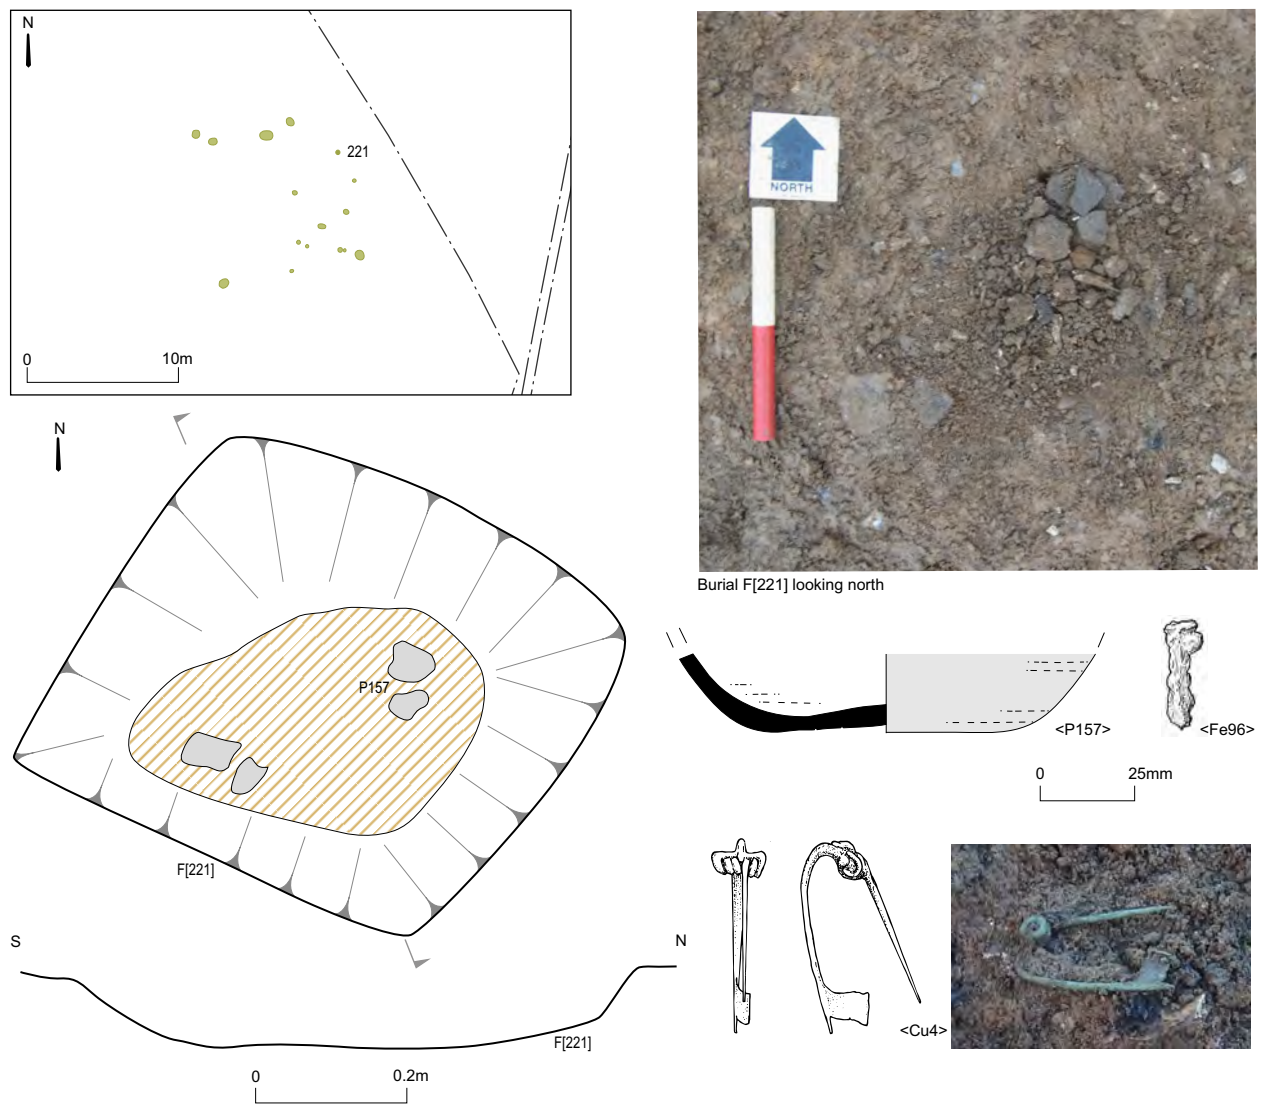 N
221
0 10m
NORTH
Burial F[221] looking north
N
P157
F[221]
S N
F[221]
0 0.2m
<P157>
<Fe96>
0 25mm
<Cu4>